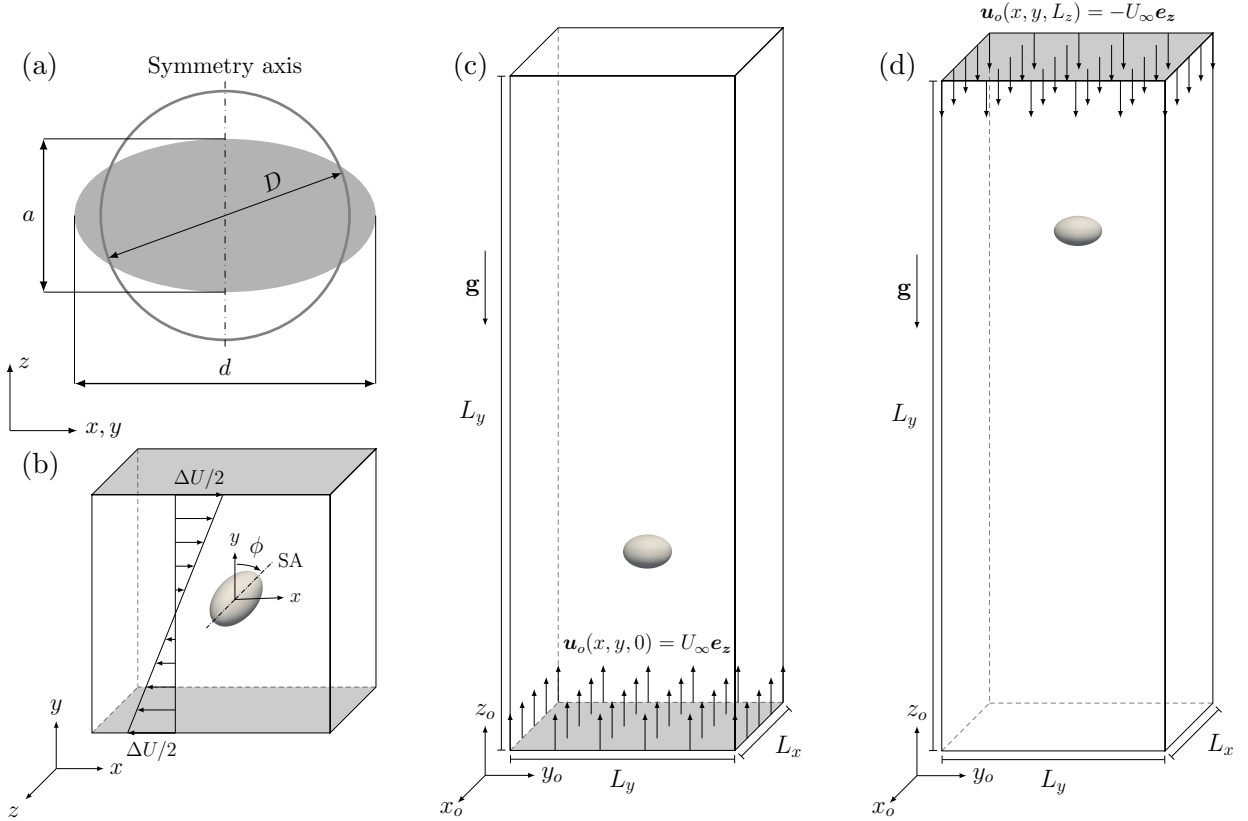 (a)
Symmetry axis
a
D
d
z
x, y
(b)
ΔU/2
y
ϕ
SA
x
ΔU/2
y
x
z
(c)
g
L_y
𝒖_o(x, y, 0) = U_∞𝒆_𝒛
z_o
y_o
x_o
L_y
L_x
(d)
𝒖_o(x, y, L_z) = −U_∞𝒆_𝒛
g
L_y
z_o
y_o
x_o
L_y
L_x